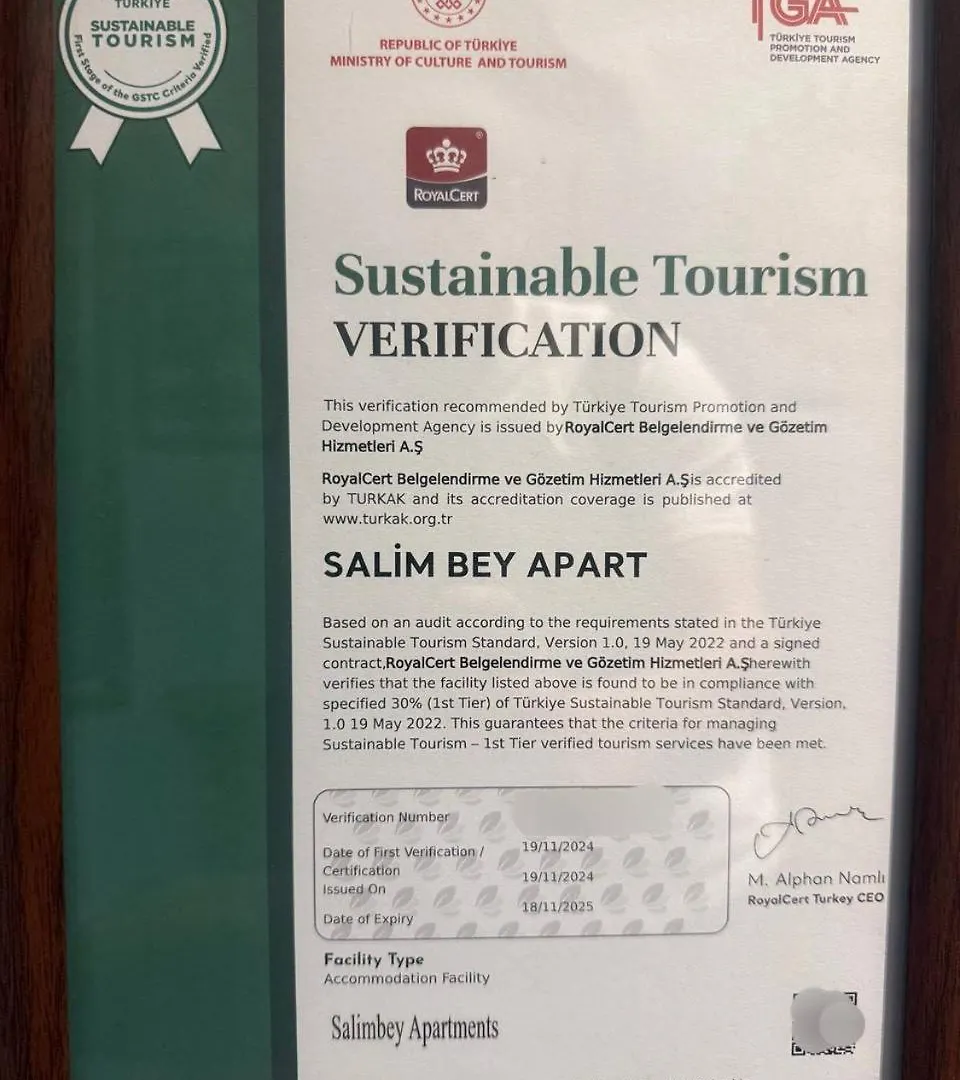 TÜRKİYE
SUSTAINABLE
TOURISM
First Stage of the GSTC Criteria Verified
REPUBLIC OF TÜRKİYE
MINISTRY OF CULTURE AND TOURISM
TGA
TÜRKİYE TOURISM
PROMOTION AND
DEVELOPMENT AGENCY
ROYALCERT
Sustainable Tourism
VERIFICATION
This verification recommended by Türkiye Tourism Promotion and
Development Agency is issued by RoyalCert Belgelendirme ve Gözetim
Hizmetleri A.Ş
RoyalCert Belgelendirme ve Gözetim Hizmetleri A.Şis accredited
by TURKAK and its accreditation coverage is published at
www.turkak.org.tr
SALİM BEY APART
Based on an audit according to the requirements stated in the Türkiye
Sustainable Tourism Standard, Version 1.0, 19 May 2022 and a signed
contract,RoyalCert Belgelendirme ve Gözetim Hizmetleri A.Şherewith
verifies that the facility listed above is found to be in compliance with
specified 30% (1st Tier) of Türkiye Sustainable Tourism Standard, Version,
1.0 19 May 2022. This guarantees that the criteria for managing
Sustainable Tourism – 1st Tier verified tourism services have been met.
Verification Number
Date of First Verification / 19/11/2024
Certification
Issued On 19/11/2024
Date of Expiry 18/11/2025
M. Alphan Namlı
RoyalCert Turkey CEO
Facility Type
Accommodation Facility
Salimbey Apartments